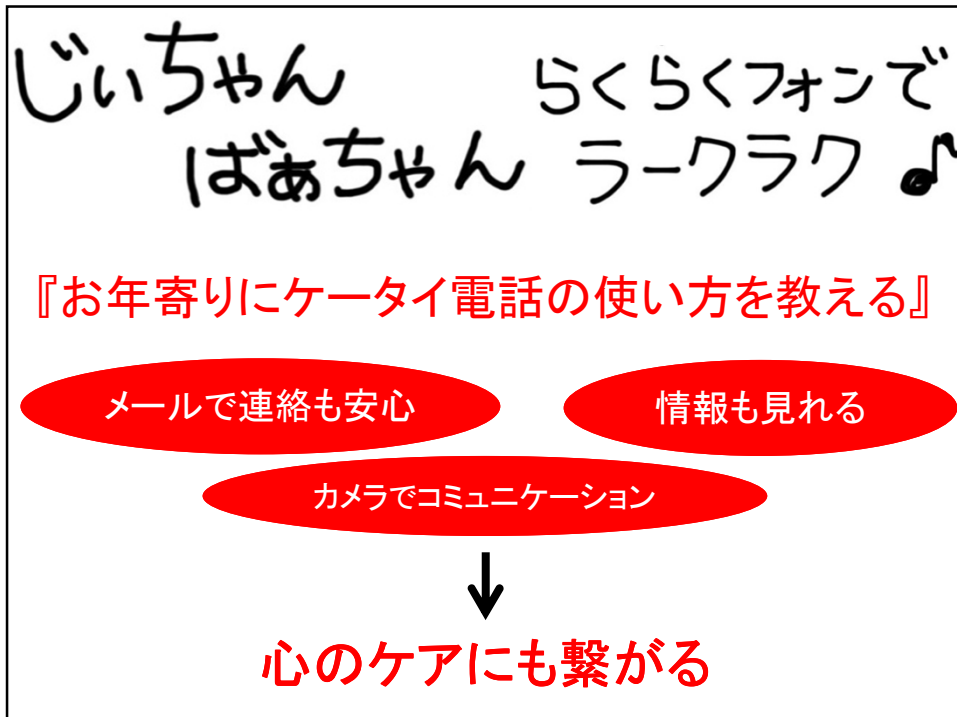 じぃちゃん らくらくフォンで
ばぁちゃん ラークラク♪
『お年寄りにケータイ電話の使い方を教える』
メールで連絡も安心 情報も見れる
カメラでコミュニケーション
↓
心のケアにも繋がる